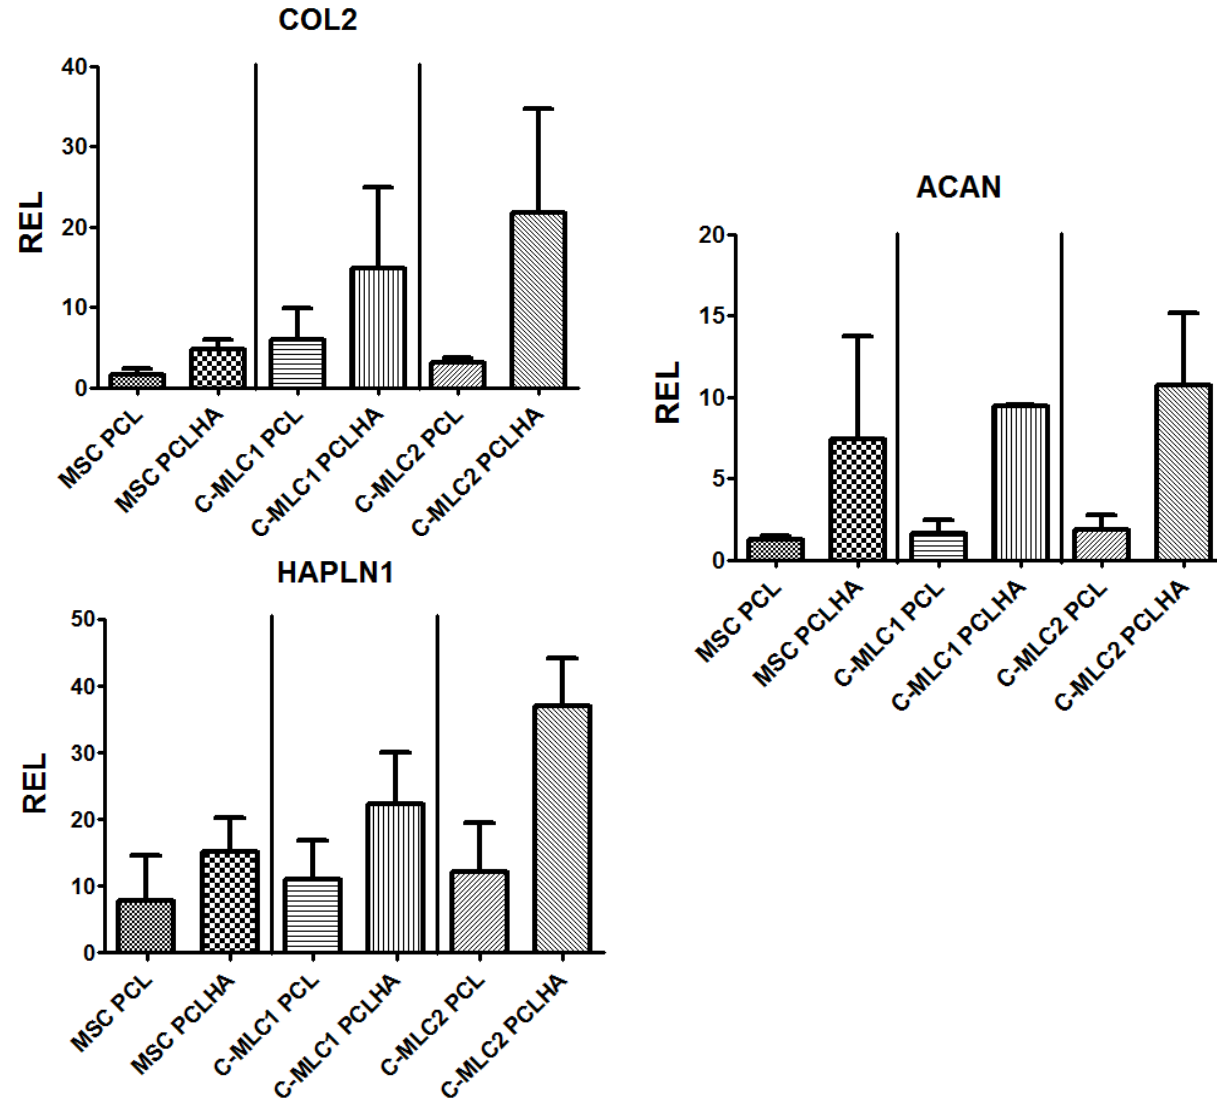 COL2
REL
40
30
20
10
0
MSC PCL
MSC PCLHA
C-MLC1 PCL
C-MLC1 PCLHA
C-MLC2 PCL
C-MLC2 PCLHA
ACAN
REL
20
15
10
5
0
MSC PCL
MSC PCLHA
C-MLC1 PCL
C-MLC1 PCLHA
C-MLC2 PCL
C-MLC2 PCLHA
HAPLN1
REL
50
40
30
20
10
0
MSC PCL
MSC PCLHA
C-MLC1 PCL
C-MLC1 PCLHA
C-MLC2 PCL
C-MLC2 PCLHA